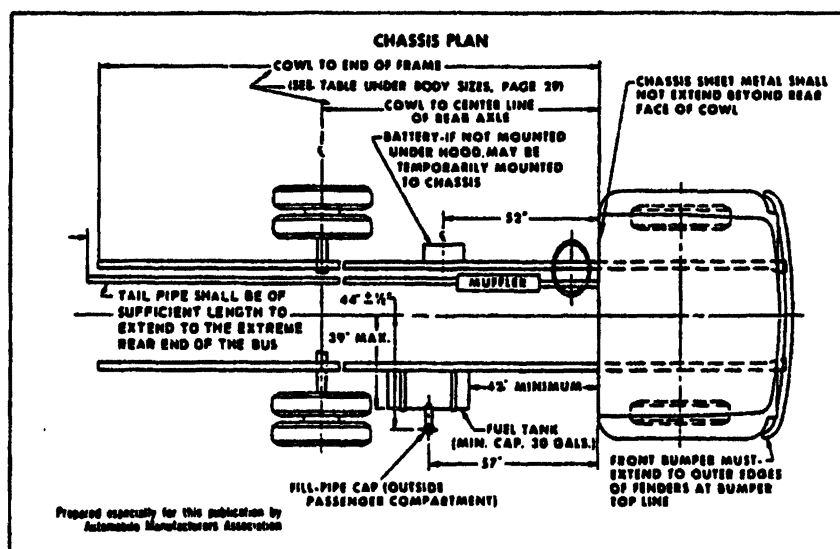 CHASSIS PLAN
COWL TO END OF FRAME
(SEE TABLE UNDER BODY SIZES, PAGE 29)
COWL TO CENTER LINE
OF REAR AXLE
CHASSIS SHEET METAL SHALL
NOT EXTEND BEYOND REAR
FACE OF COWL
BATTERY-IF NOT MOUNTED
UNDER HOOD, MAY BE
TEMPORARILY MOUNTED
TO CHASSIS
52"
MUFFLER
TAIL PIPE SHALL BE OF
SUFFICIENT LENGTH TO
EXTEND TO THE EXTREME
REAR END OF THE BUS
44" ± ½"
39" MAX.
42" MINIMUM
FUEL TANK
(MIN. CAP. 30 GALS.)
57"
FILL-PIPE CAP (OUTSIDE
PASSENGER COMPARTMENT)
FRONT BUMPER MUST-
EXTEND TO OUTER EDGES
OF FENDERS AT BUMPER
TOP LINE
Prepared especially for this publication by
Automobile Manufacturers Association